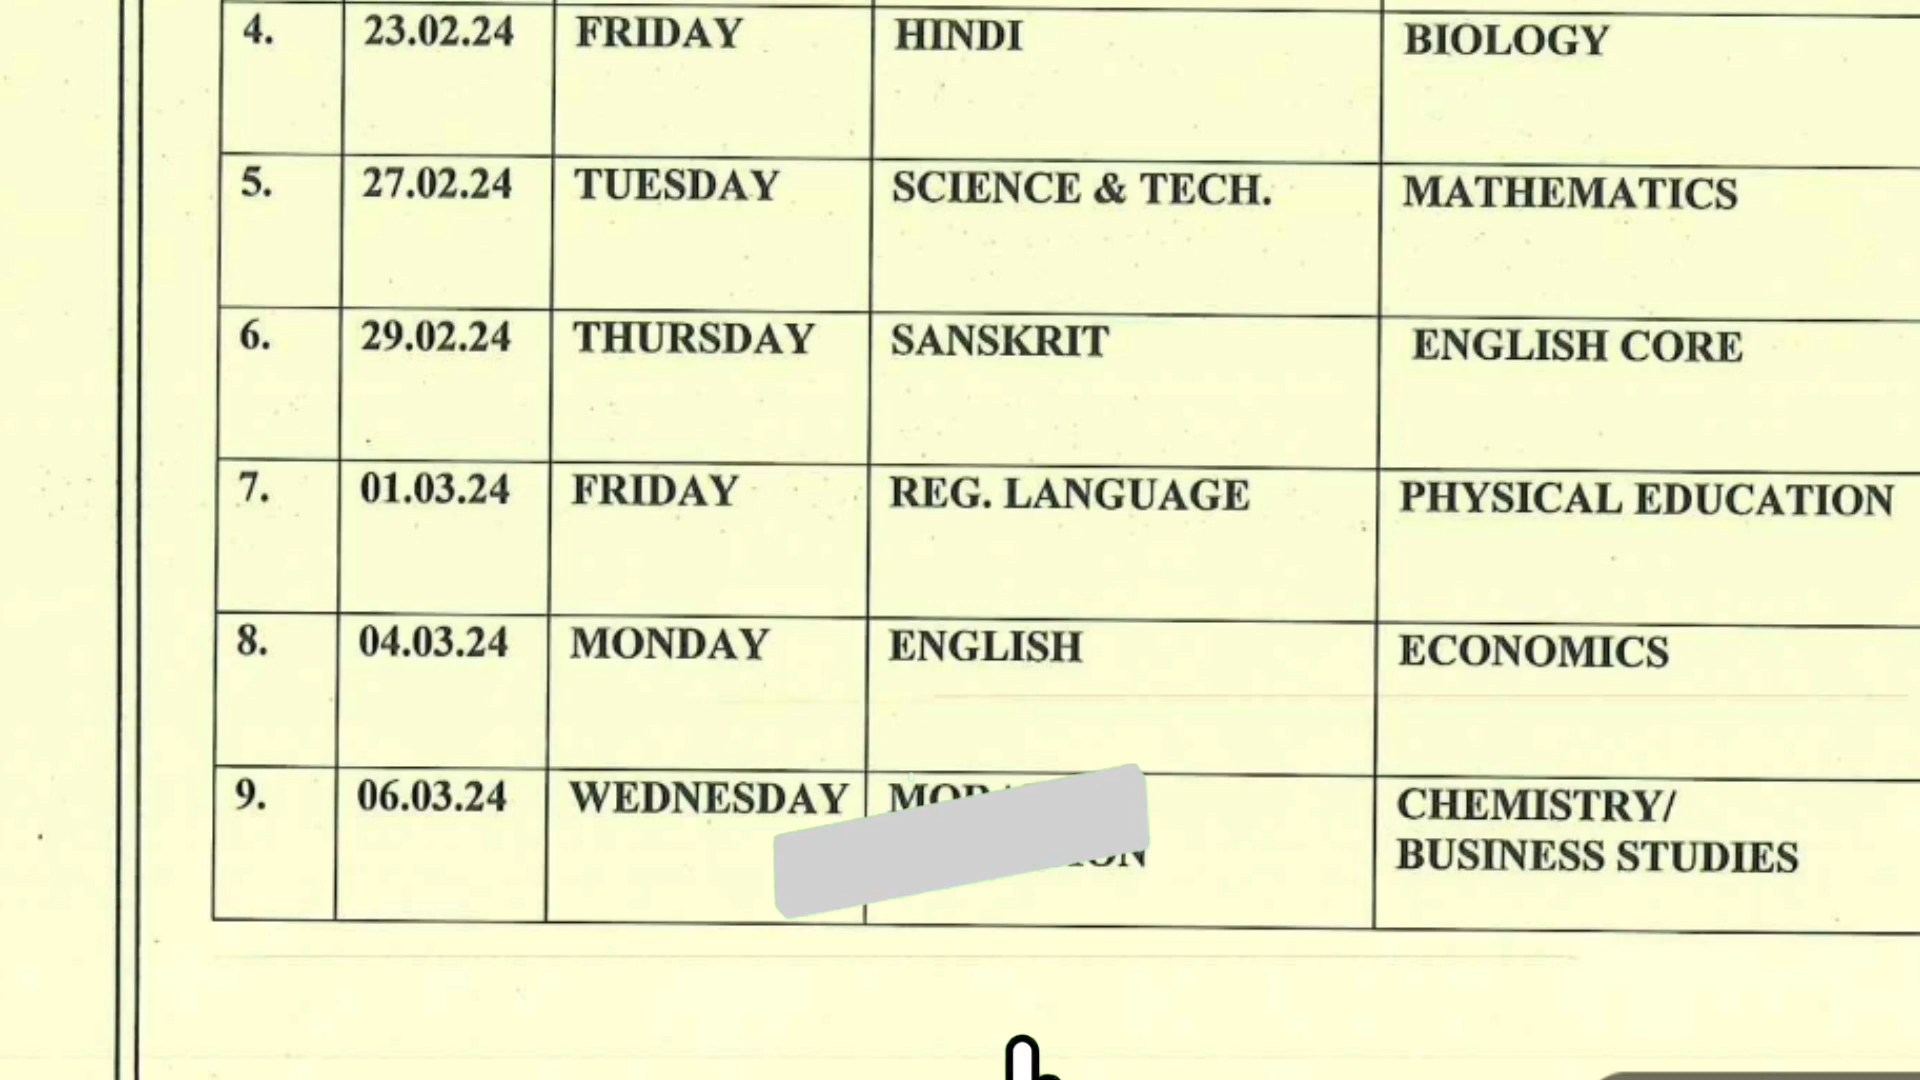 4. 23.02.24 FRIDAY HINDI BIOLOGY
5. 27.02.24 TUESDAY SCIENCE & TECH. MATHEMATICS
6. 29.02.24 THURSDAY SANSKRIT ENGLISH CORE
7. 01.03.24 FRIDAY REG. LANGUAGE PHYSICAL EDUCATION
8. 04.03.24 MONDAY ENGLISH ECONOMICS
9. 06.03.24 WEDNESDAY CHEMISTRY/
BUSINESS STUDIES